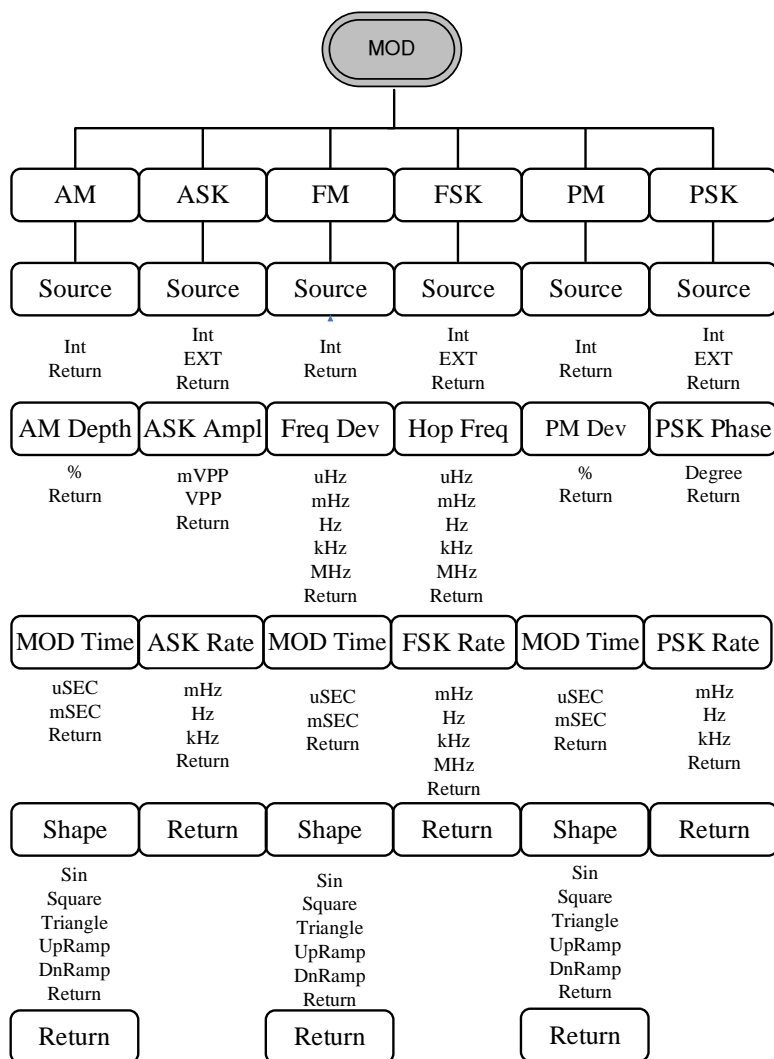 MOD
AM ASK FM FSK PM PSK
Source Source Source Source Source Source
Int Int Int Int Int Int
Return EXT Return EXT Return EXT
Return Return Return
AM Depth ASK Ampl Freq Dev Hop Freq PM Dev PSK Phase
% mVPP uHz uHz % Degree
Return VPP mHz mHz Return Return
Return Hz Hz
kHz kHz
MHz MHz
Return Return
MOD Time ASK Rate MOD Time FSK Rate MOD Time PSK Rate
uSEC mHz uSEC mHz uSEC mHz
mSEC Hz mSEC Hz mSEC Hz
Return kHz Return kHz Return kHz
Return MHz Return
Return
Shape Return Shape Return Shape Return
Sin Sin Sin
Square Square Square
Triangle Triangle Triangle
UpRamp UpRamp UpRamp
DnRamp DnRamp DnRamp
Return Return Return
Return Return Return